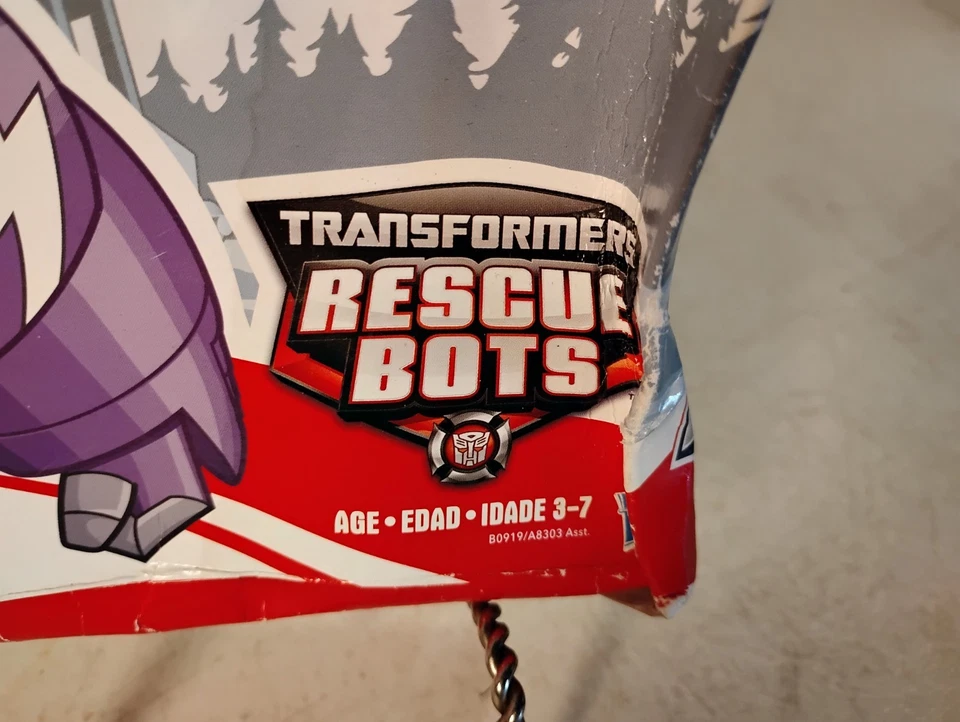 TRANSFORMERS
RESCUE
BOTS
AGE • EDAD • IDADE 3-7
B0919/A8303 Asst.